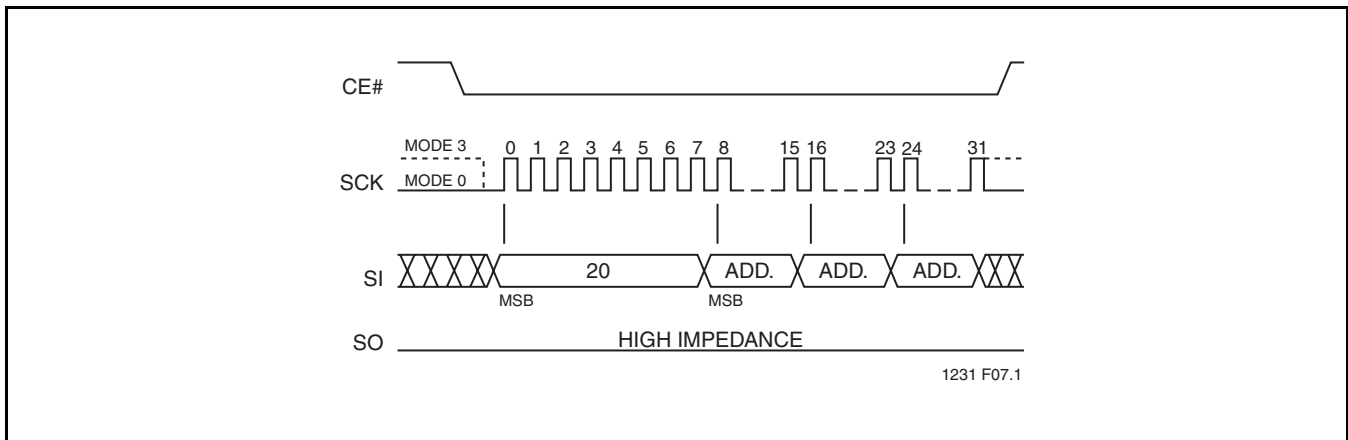 CE#
MODE 3
0 1 2 3 4 5 6 7 8 15 16 23 24 31
SCK
MODE 0
SI
20
ADD.
ADD.
ADD.
MSB
MSB
SO
HIGH IMPEDANCE
1231 F07.1